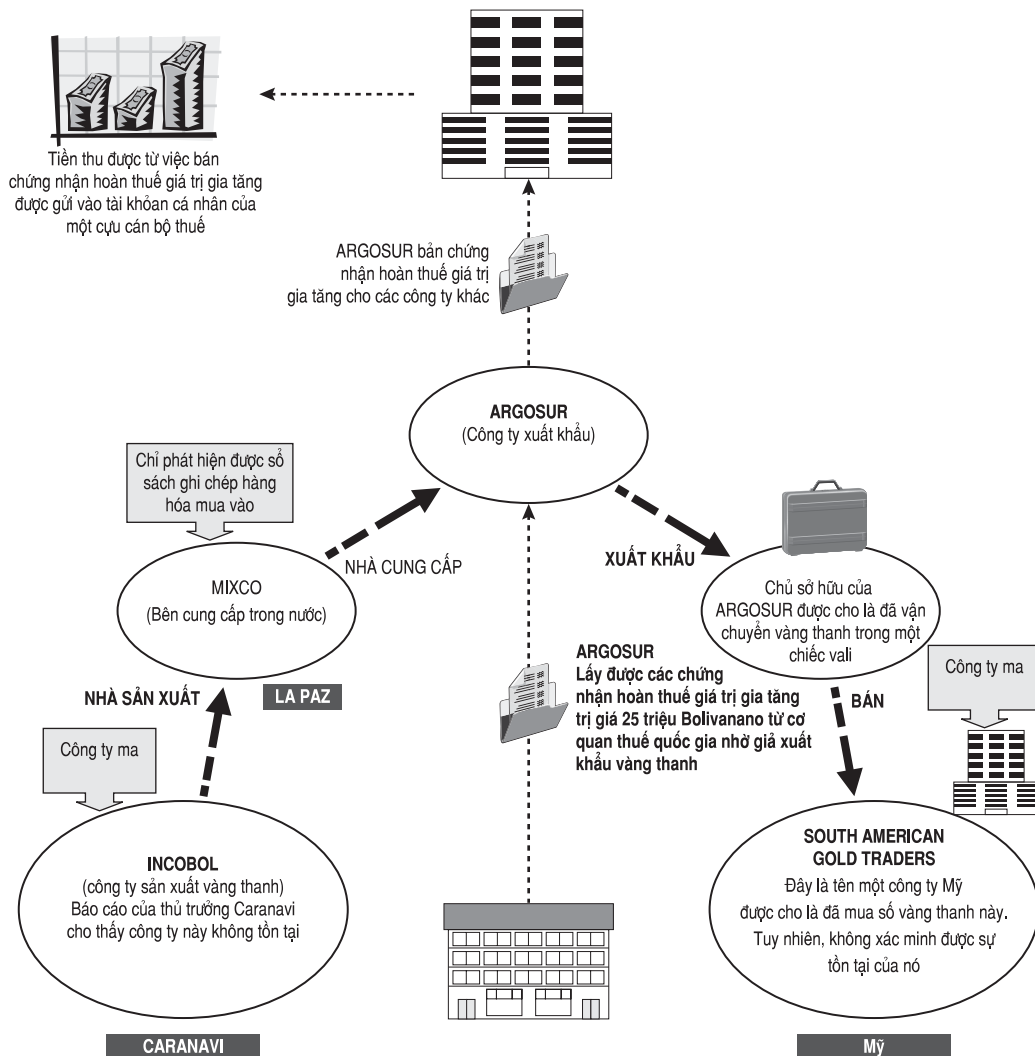 Tiền thu được từ việc bán
chứng nhận hoàn thuế giá trị gia tăng
được gửi vào tài khỏan cá nhân của
một cựu cán bộ thuế
ARGOSUR bản chứng
nhận hoàn thuế giá trị
gia tăng cho các công ty khác
ARGOSUR
(Công ty xuất khẩu)
Chỉ phát hiện được sổ
sách ghi chép hàng
hóa mua vào
NHÀ CUNG CẤP
XUẤT KHẨU
MIXCO
(Bên cung cấp trong nước)
Chủ sở hữu của
ARGOSUR được cho là đã vận
chuyển vàng thanh trong một
chiếc vali
NHÀ SẢN XUẤT
LA PAZ
ARGOSUR
Lấy được các chứng
nhận hoàn thuế giá trị gia tăng
trị giá 25 triệu Bolivanano từ cơ
quan thuế quốc gia nhờ giả xuất
khẩu vàng thanh
BÁN
Công ty ma
Công ty ma
INCOBOL
(công ty sản xuất vàng thanh)
Báo cáo của thủ trưởng Caranavi
cho thấy công ty này không tồn tại
SOUTH AMERICAN
GOLD TRADERS
Đây là tên một công ty Mỹ
được cho là đã mua số vàng thanh này.
Tuy nhiên, không xác minh được sự
tồn tại của nó
CARANAVI
Mỹ